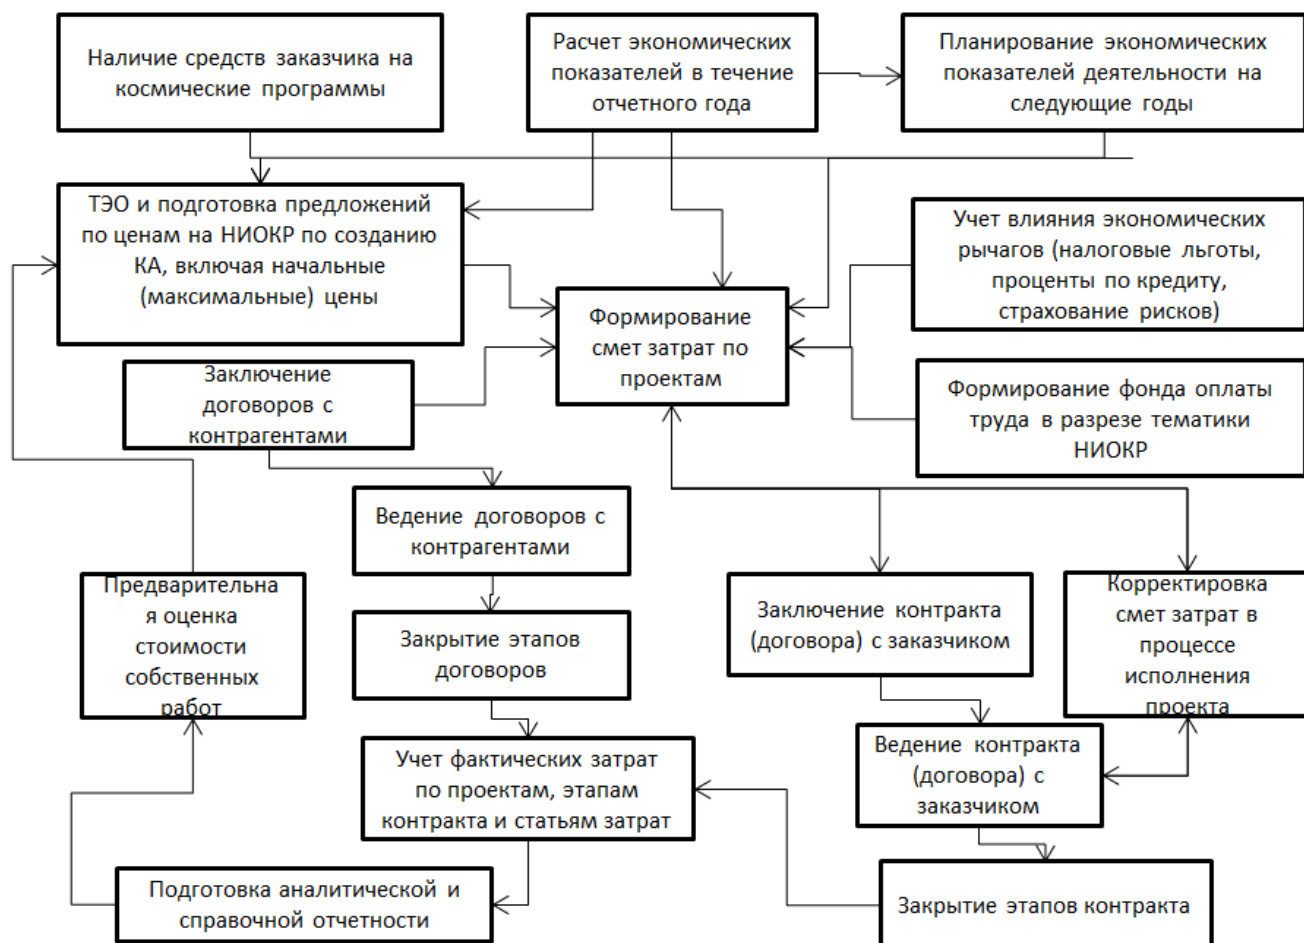 Наличие средств заказчика на
космические программы
Расчет экономических
показателей в течение
отчетного года
Планирование экономических
показателей деятельности на
следующие годы
ТЭО и подготовка предложений
по ценам на НИОКР по созданию
КА, включая начальные
(максимальные) цены
Учет влияния экономических
рычагов (налоговые льготы,
проценты по кредиту,
страхование рисков)
Формирование
смет затрат по
проектам
Заключение
договоров с
контрагентами
Формирование фонда оплаты
труда в разрезе тематики
НИОКР
Ведение договоров с
контрагентами
Предварительна
я оценка
стоимости
собственных
работ
Закрытие этапов
договоров
Заключение контракта
(договора) с заказчиком
Корректировка
смет затрат в
процессе
исполнения
проекта
Учет фактических затрат
по проектам, этапам
контракта и статьям затрат
Ведение контракта
(договора) с
заказчиком
Подготовка аналитической и
справочной отчетности
Закрытие этапов контракта